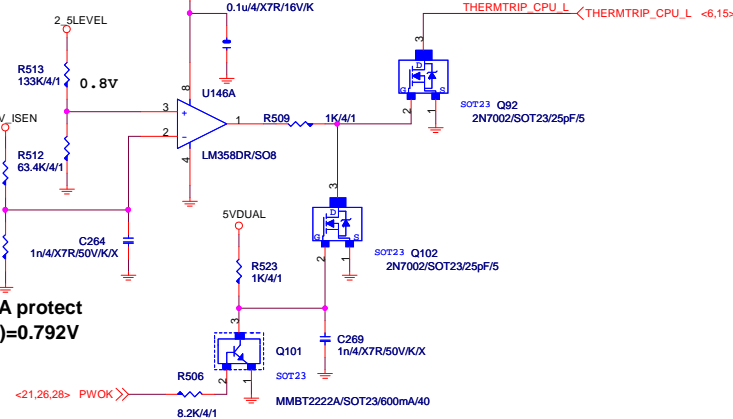 0.1u/4/X7R/16V/K
THERMTRIP_CPU_L
THERMTRIP_CPU_L <6,15>
2_5LEVEL
3
D
G
S
2
1
SOT23 Q92
2N7002/SOT23/25pF/5
R513
133K/4/1
0.8V
8
U146A
3
+
2
-
1
4
LM358DR/SO8
R509
1K/4/1
V_ISEN
R512
63.4K/4/1
3
D
G
S
2
1
SOT23 Q102
2N7002/SOT23/25pF/5
5VDUAL
C264
1n/4/X7R/50V/K/X
R523
1K/4/1
A protect
)=0.792V
3
2
1
Q101
SOT23
MMBT2222A/SOT23/600mA/40
C269
1n/4/X7R/50V/K/X
R506
<21,26,28> PWOK
8.2K/4/1